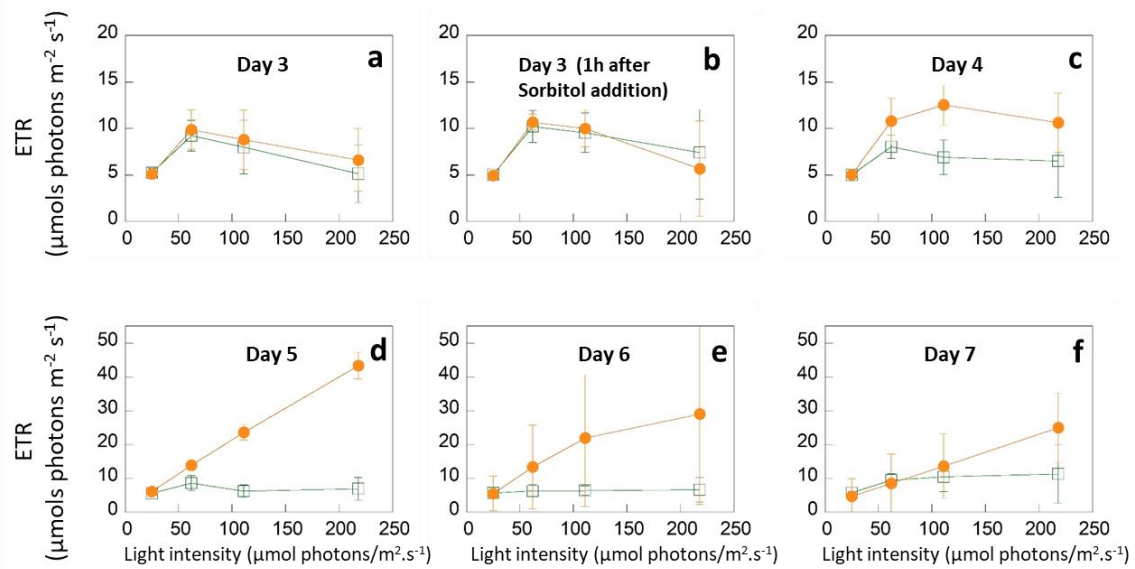 20
15
10
5
0
0 50 100 150 200 250
Day 3
a
0 50 100 150 200 250
20
15
10
5
0
Day 3 (1h after
Sorbitol addition)
b
20
15
10
5
0
0 50 100 150 200 250
Day 4
c
ETR
(µmols photons m⁻² s⁻¹)
50
40
30
20
10
0
0 50 100 150 200 250
Day 5
d
Light intensity (µmol photons/m².s⁻¹)
50
40
30
20
10
0
0 50 100 150 200 250
Day 6
e
Light intensity (µmol photons/m².s⁻¹)
50
40
30
20
10
0
0 50 100 150 200 250
Day 7
f
Light intensity (µmol photons/m².s⁻¹)
ETR
(µmols photons m⁻² s⁻¹)